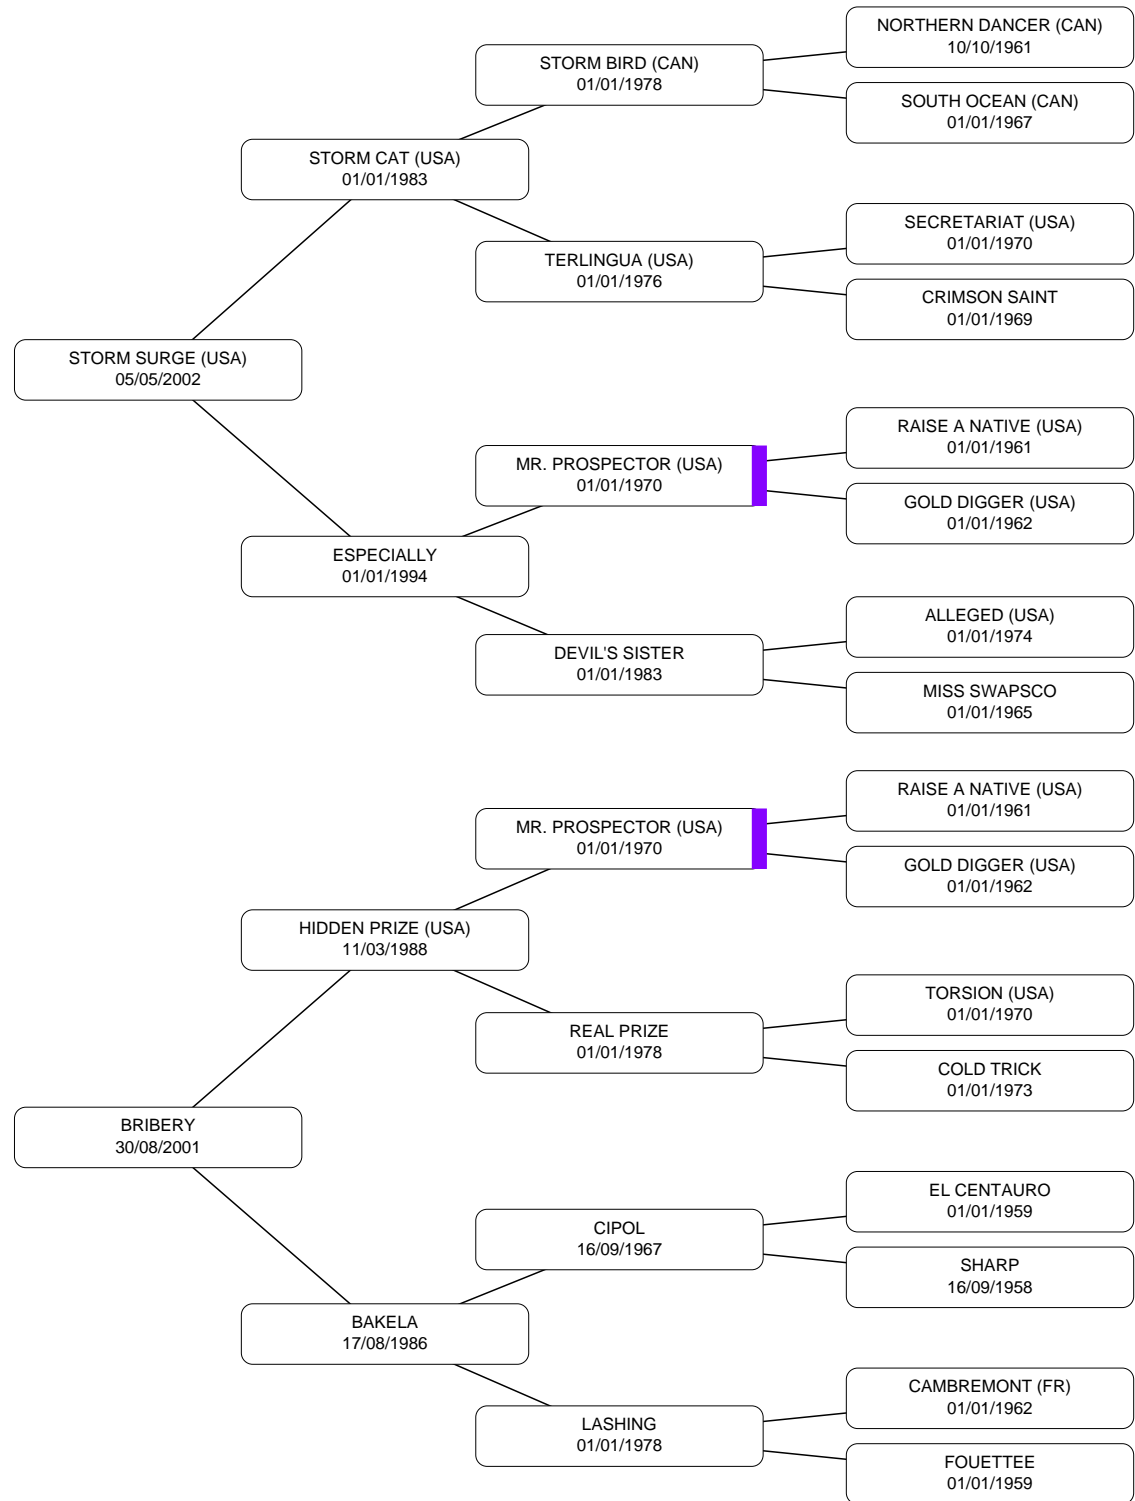 NORTHERN DANCER (CAN)
10/10/1961
STORM BIRD (CAN)
01/01/1978
SOUTH OCEAN (CAN)
01/01/1967
STORM CAT (USA)
01/01/1983
SECRETARIAT (USA)
01/01/1970
TERLINGUA (USA)
01/01/1976
CRIMSON SAINT
01/01/1969
STORM SURGE (USA)
05/05/2002
RAISE A NATIVE (USA)
01/01/1961
MR. PROSPECTOR (USA)
01/01/1970
GOLD DIGGER (USA)
01/01/1962
ESPECIALLY
01/01/1994
ALLEGED (USA)
01/01/1974
DEVIL'S SISTER
01/01/1983
MISS SWAPSCO
01/01/1965
RAISE A NATIVE (USA)
01/01/1961
MR. PROSPECTOR (USA)
01/01/1970
GOLD DIGGER (USA)
01/01/1962
HIDDEN PRIZE (USA)
11/03/1988
TORSION (USA)
01/01/1970
REAL PRIZE
01/01/1978
COLD TRICK
01/01/1973
BRIBERY
30/08/2001
EL CENTAURO
01/01/1959
CIPOL
16/09/1967
SHARP
16/09/1958
BAKELA
17/08/1986
CAMBREMONT (FR)
01/01/1962
LASHING
01/01/1978
FOUETTEE
01/01/1959